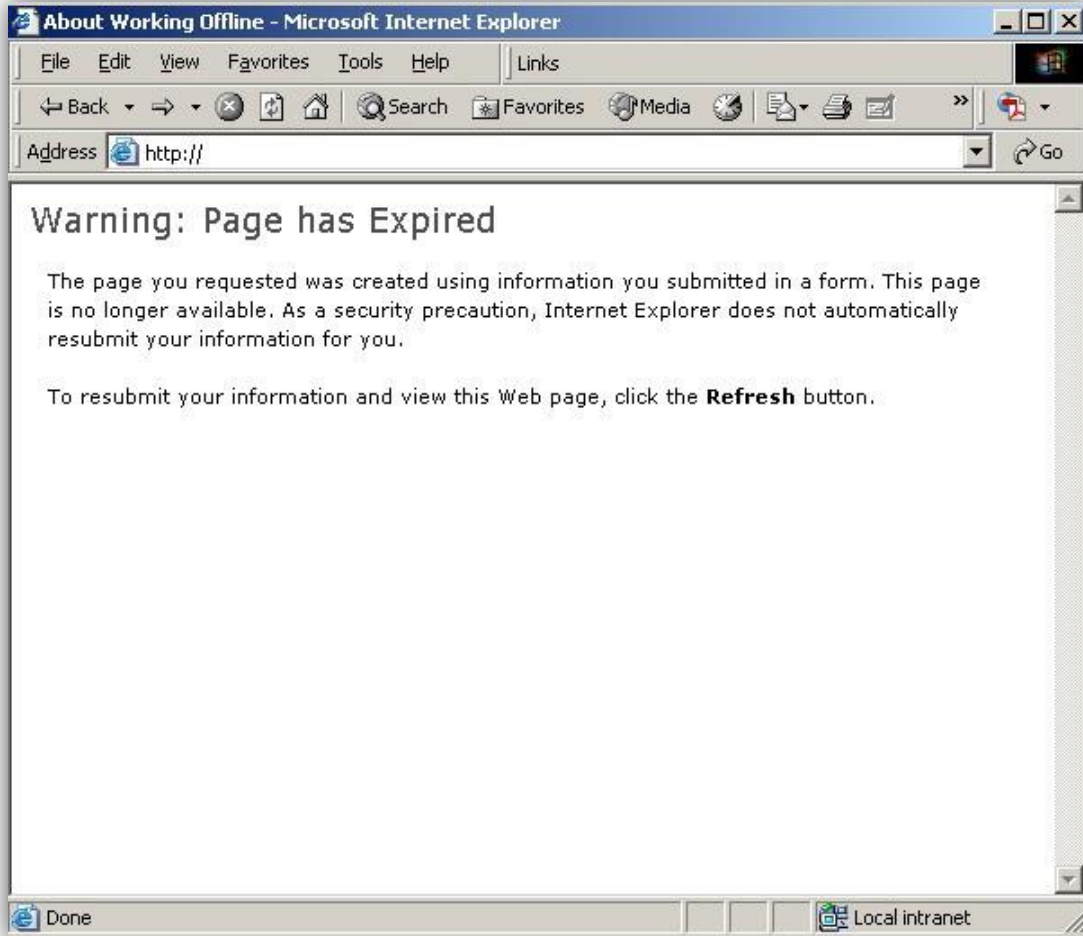 About Working Offline - Microsoft Internet Explorer
File Edit View Favorites Tools Help Links
Back Search Favorites Media »
Address http:// Go
Warning: Page has Expired
The page you requested was created using information you submitted in a form. This page
is no longer available. As a security precaution, Internet Explorer does not automatically
resubmit your information for you.
To resubmit your information and view this Web page, click the Refresh button.
Done Local intranet